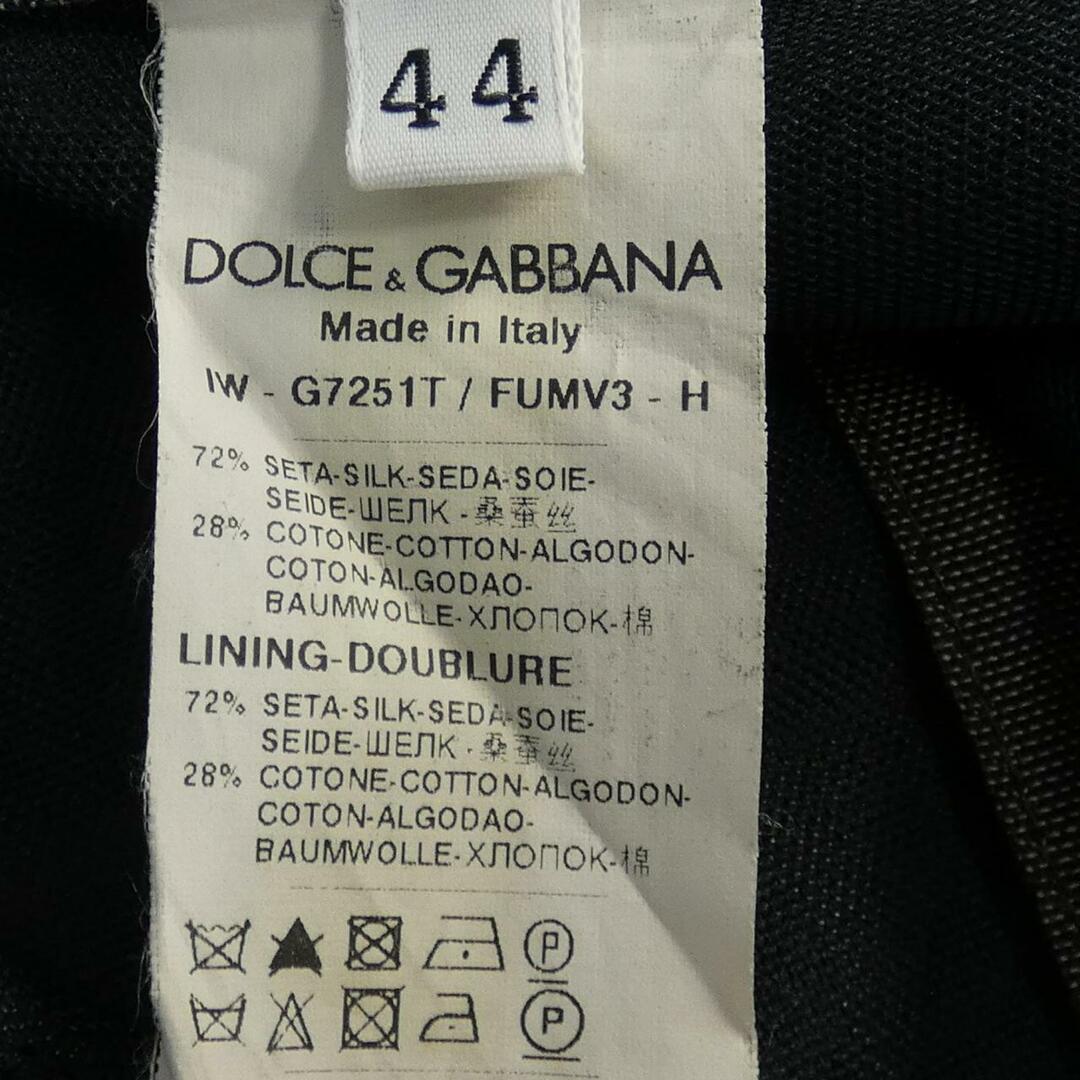 44
DOLCE & GABBANA
Made in Italy
IW - G7251T / FUMV3 - H
72% SETA-SILK-SEDA-SOIE-
SEIDE-ШЕЛК - 桑蚕丝
28% COTONE-COTTON-ALGODON-
COTON-ALGODAO-
BAUMWOLLE-ХЛОПОК-棉
LINING-DOUBLURE
72% SETA-SILK-SEDA-SOIE-
SEIDE-ШЕЛК - 桑蚕丝
28% COTONE-COTTON-ALGODON-
COTON-ALGODAO-
BAUMWOLLE-ХЛОПОК-棉
P
P